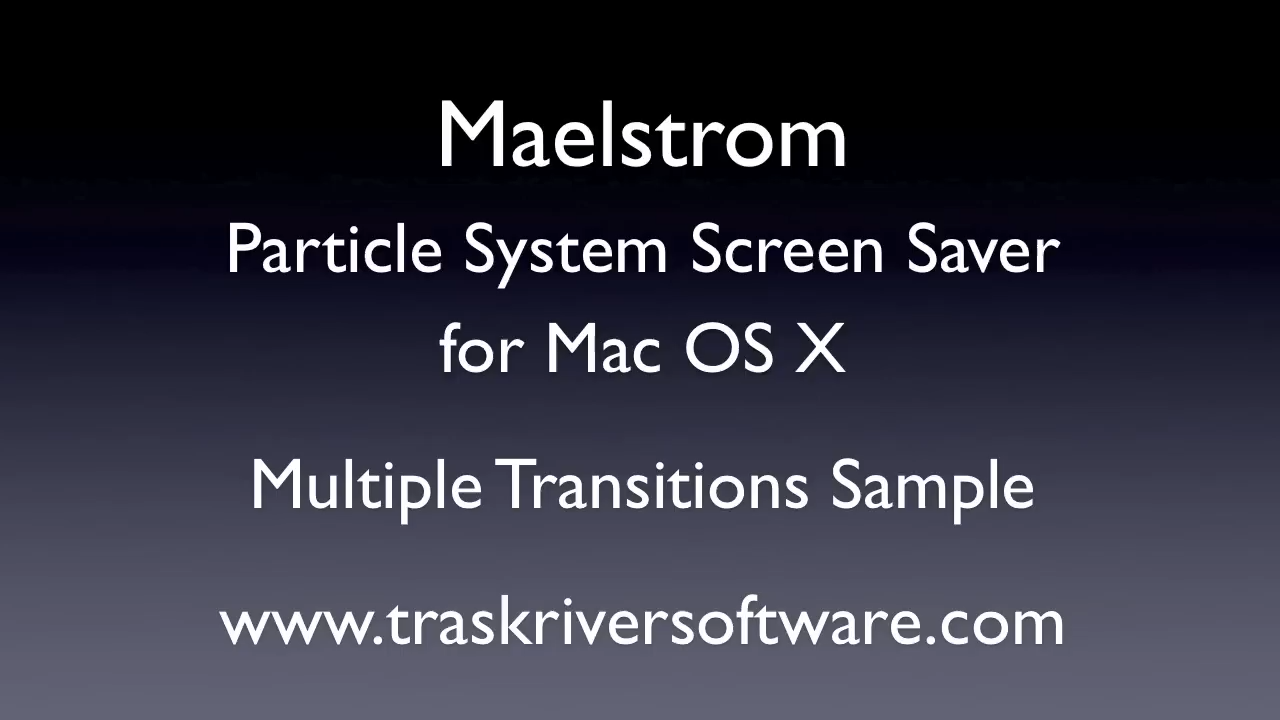 Maelstrom
Particle System Screen Saver
for Mac OS X
Multiple Transitions Sample
www.traskriversoftware.com